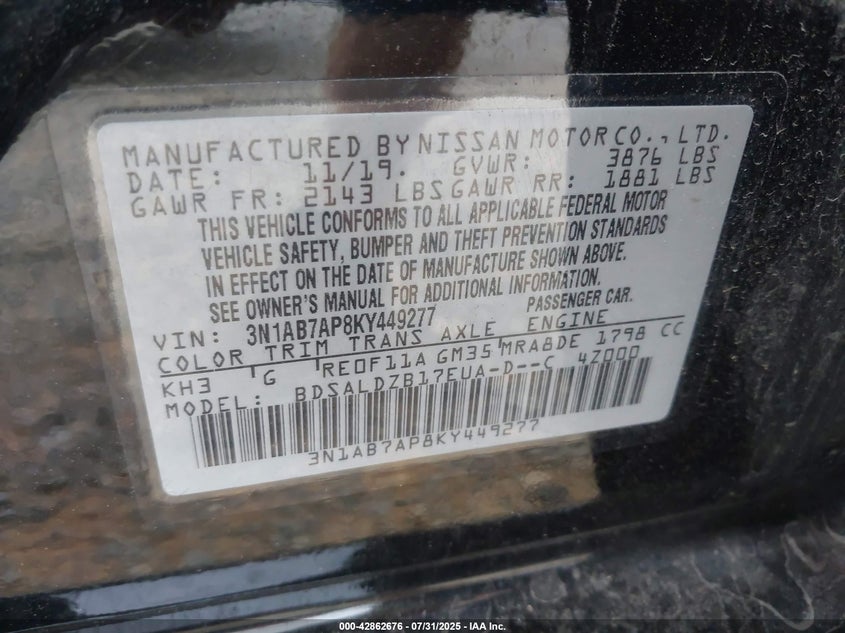 MANUFACTURED BY NISSAN MOTOR CO., LTD.
DATE: 11/19. GVWR: 3876 LBS
GAWR FR: 2143 LBS GAWR RR: 1881 LBS
THIS VEHICLE CONFORMS TO ALL APPLICABLE FEDERAL MOTOR
VEHICLE SAFETY, BUMPER AND THEFT PREVENTION STANDARDS
IN EFFECT ON THE DATE OF MANUFACTURE SHOWN ABOVE.
SEE OWNER'S MANUAL FOR ADDITIONAL INFORMATION.
VIN: 3N1AB7AP8KY449277 PASSENGER CAR.
COLOR TRIM TRANS AXLE ENGINE
KH3 G RE0F11A GM35 MRA8DE 1798 CC
MODEL: BDSALDZB17EUA-D--C 4Z000
3N1AB7AP8KY449277
000-42862676 - 07/31/2025 - IAA Inc.